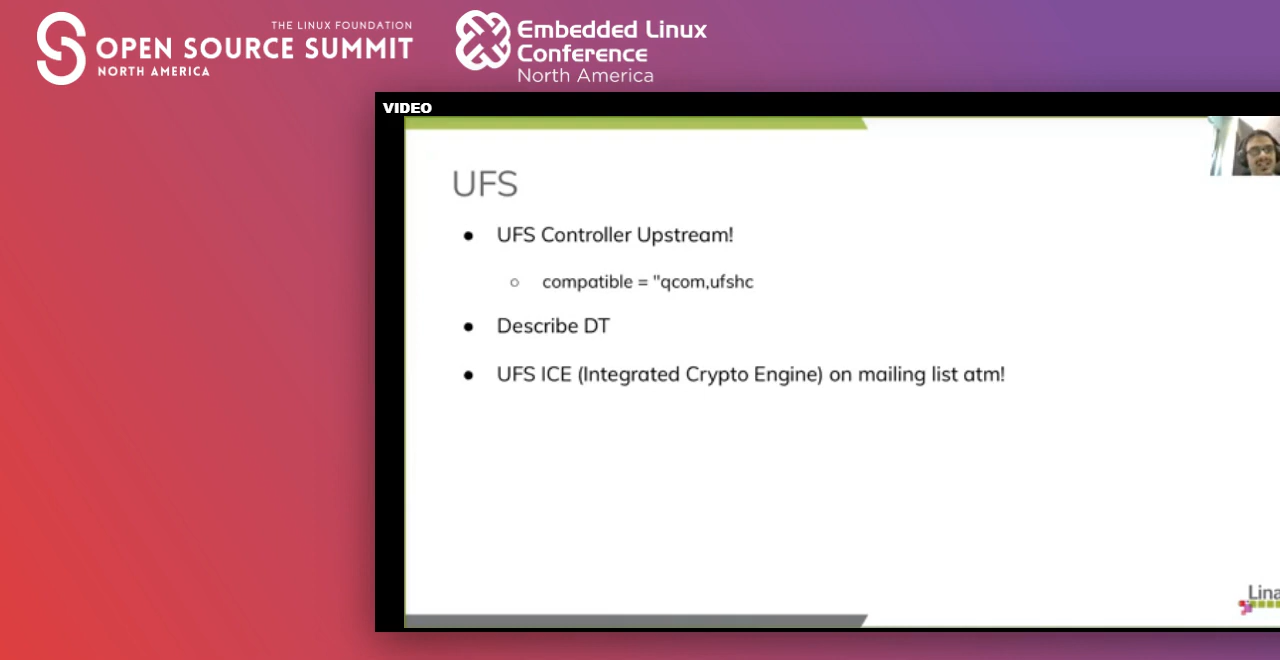 THE LINUX FOUNDATION
OPEN SOURCE SUMMIT
NORTH AMERICA
Embedded Linux
Conference
North America
VIDEO
UFS
● UFS Controller Upstream!
○ compatible = "qcom,ufshc
● Describe DT
● UFS ICE (Integrated Crypto Engine) on mailing list atm!
Lina